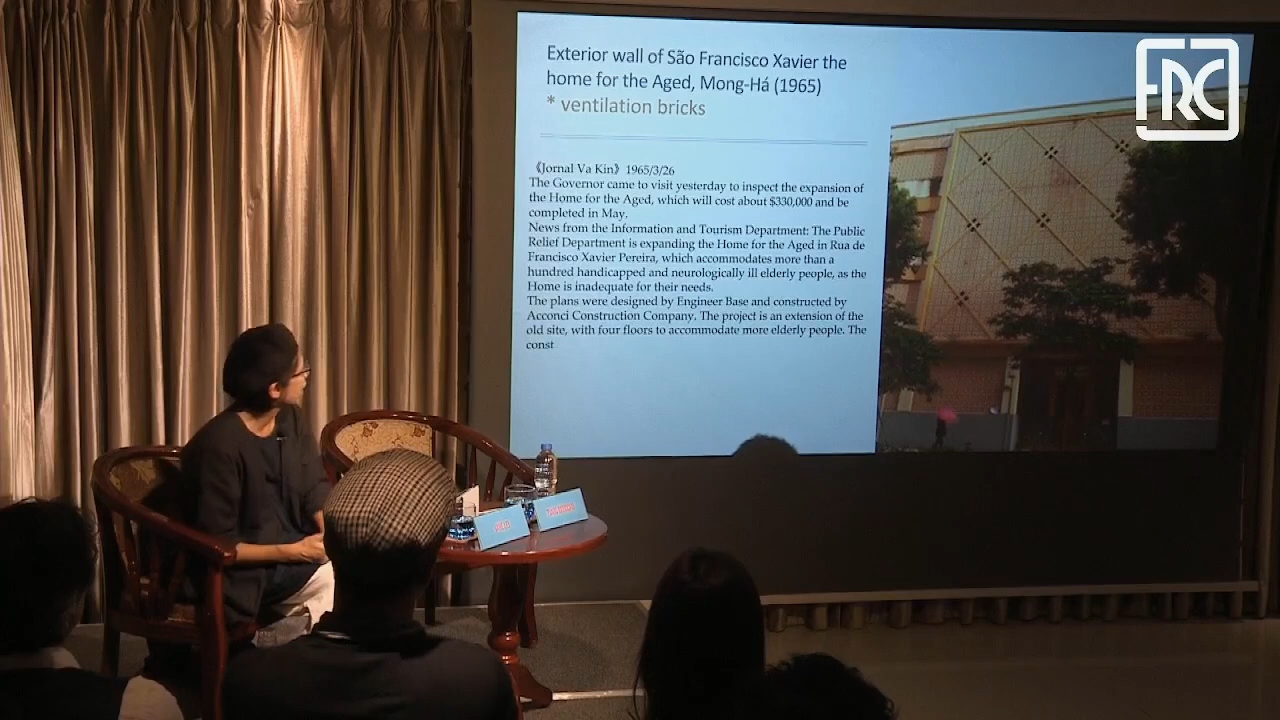 Exterior wall of São Francisco Xavier the
home for the Aged, Mong-Há (1965)
* ventilation bricks
《Jornal Va Kin》 1965/3/26
The Governor came to visit yesterday to inspect the expansion of
the Home for the Aged, which will cost about $330,000 and be
completed in May.
News from the Information and Tourism Department: The Public
Relief Department is expanding the Home for the Aged in Rua de
Francisco Xavier Pereira, which accommodates more than a
hundred handicapped and neurologically ill elderly people, as the
Home is inadequate for their needs.
The plans were designed by Engineer Base and constructed by
Acconci Construction Company. The project is an extension of the
old site, with four floors to accommodate more elderly people. The
const
FRC